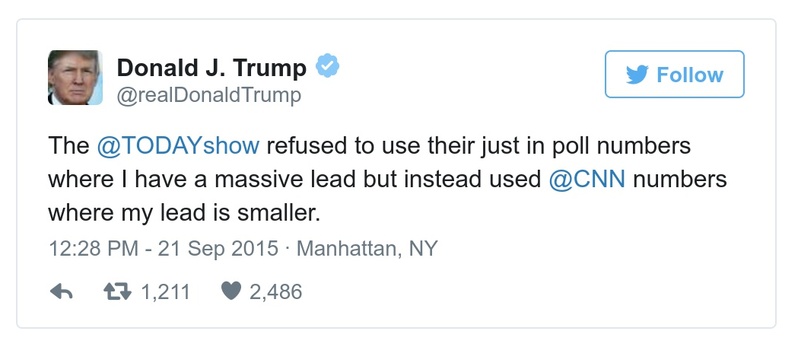 Donald J. Trump
@realDonaldTrump
Follow
The @TODAYshow refused to use their just in poll numbers
where I have a massive lead but instead used @CNN numbers
where my lead is smaller.
12:28 PM - 21 Sep 2015 · Manhattan, NY
1,211 2,486